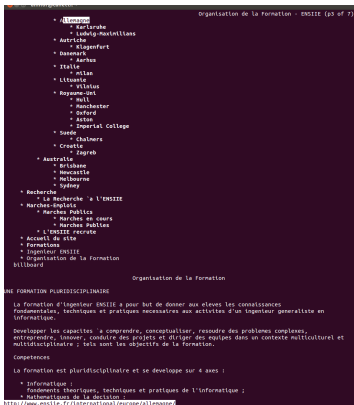 Organisation de la Formation - ENSIIE (p3 of 7)
* Allemagne
* Karlsruhe
* Ludwig-Maximilians
* Autriche
* Klagenfurt
* Danemark
* Aarhus
* Italie
* milan
* Lituanie
* Vilnius
* Royaume-Uni
* Hull
* Manchester
* Oxford
* Aston
* Imperial College
* Suede
* Chalmers
* Croatie
* Zagreb
* Australie
* Brisbane
* Newcastle
* Melbourne
* Sydney
* Recherche
* La Recherche `a l'ENSIIE
* Marches-Emplois
* Marches Publics
* Marches en cours
* Marches Publies
* L'ENSIIE recrute
* Accueil du site
* Formations
* Ingenieur ENSIIE
* Organisation de la Formation
billboard
Organisation de la Formation
UNE FORMATION PLURIDISCIPLINAIRE
La formation d'ingenieur ENSIIE a pour but de donner aux eleves les connaissances
fondamentales, techniques et pratiques necessaires aux activites d'un ingenieur generaliste en
informatique.
Developper les capacites `a comprendre, conceptualiser, resoudre des problemes complexes,
entreprendre, innover, conduire des projets et diriger des equipes dans un contexte multiculturel et
multidisciplinaire ; tels sont les objectifs de la formation.
Competences
La formation est pluridisciplinaire et se developpe sur 4 axes :
* Informatique :
fondements theoriques, techniques et pratiques de l'informatique ;
* Mathematiques de la decision :
http://www.ensiie.fr/international/europe/allemagne/